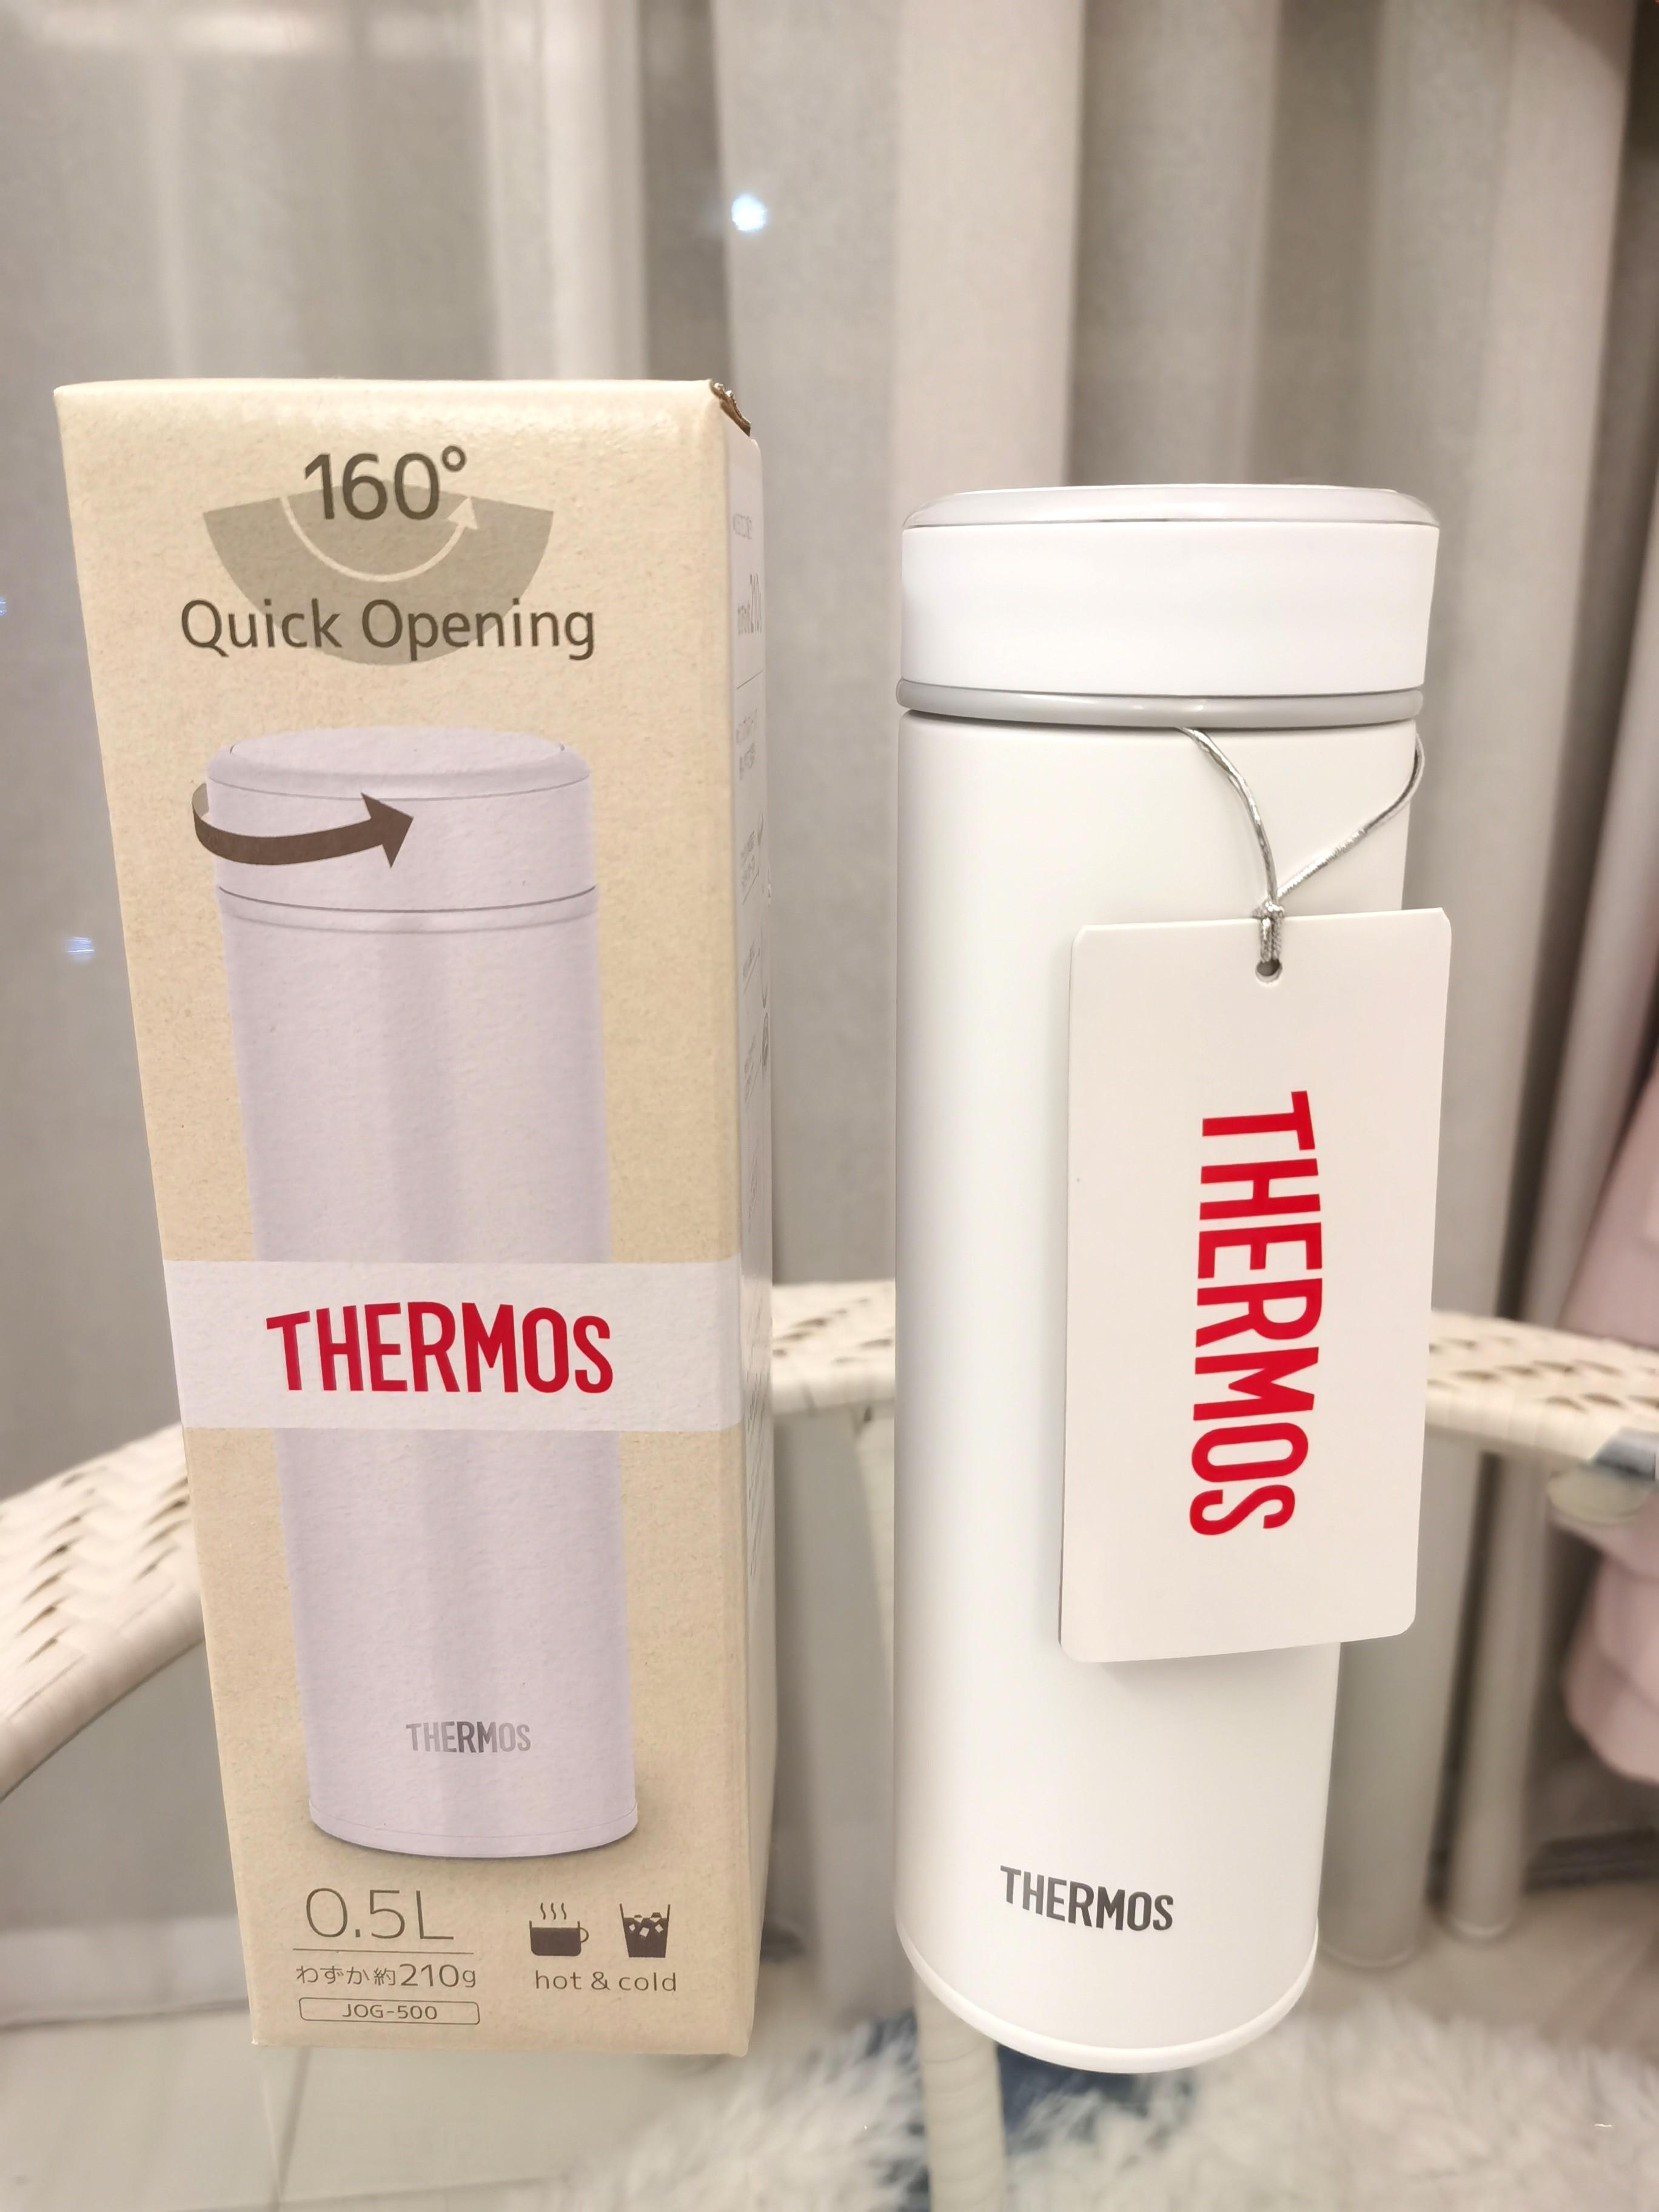 160°
Quick Opening
THERMOS
THERMOS
0.5L
わずか約210g
JOG-500
hot & cold
THERMOS
THERMOS